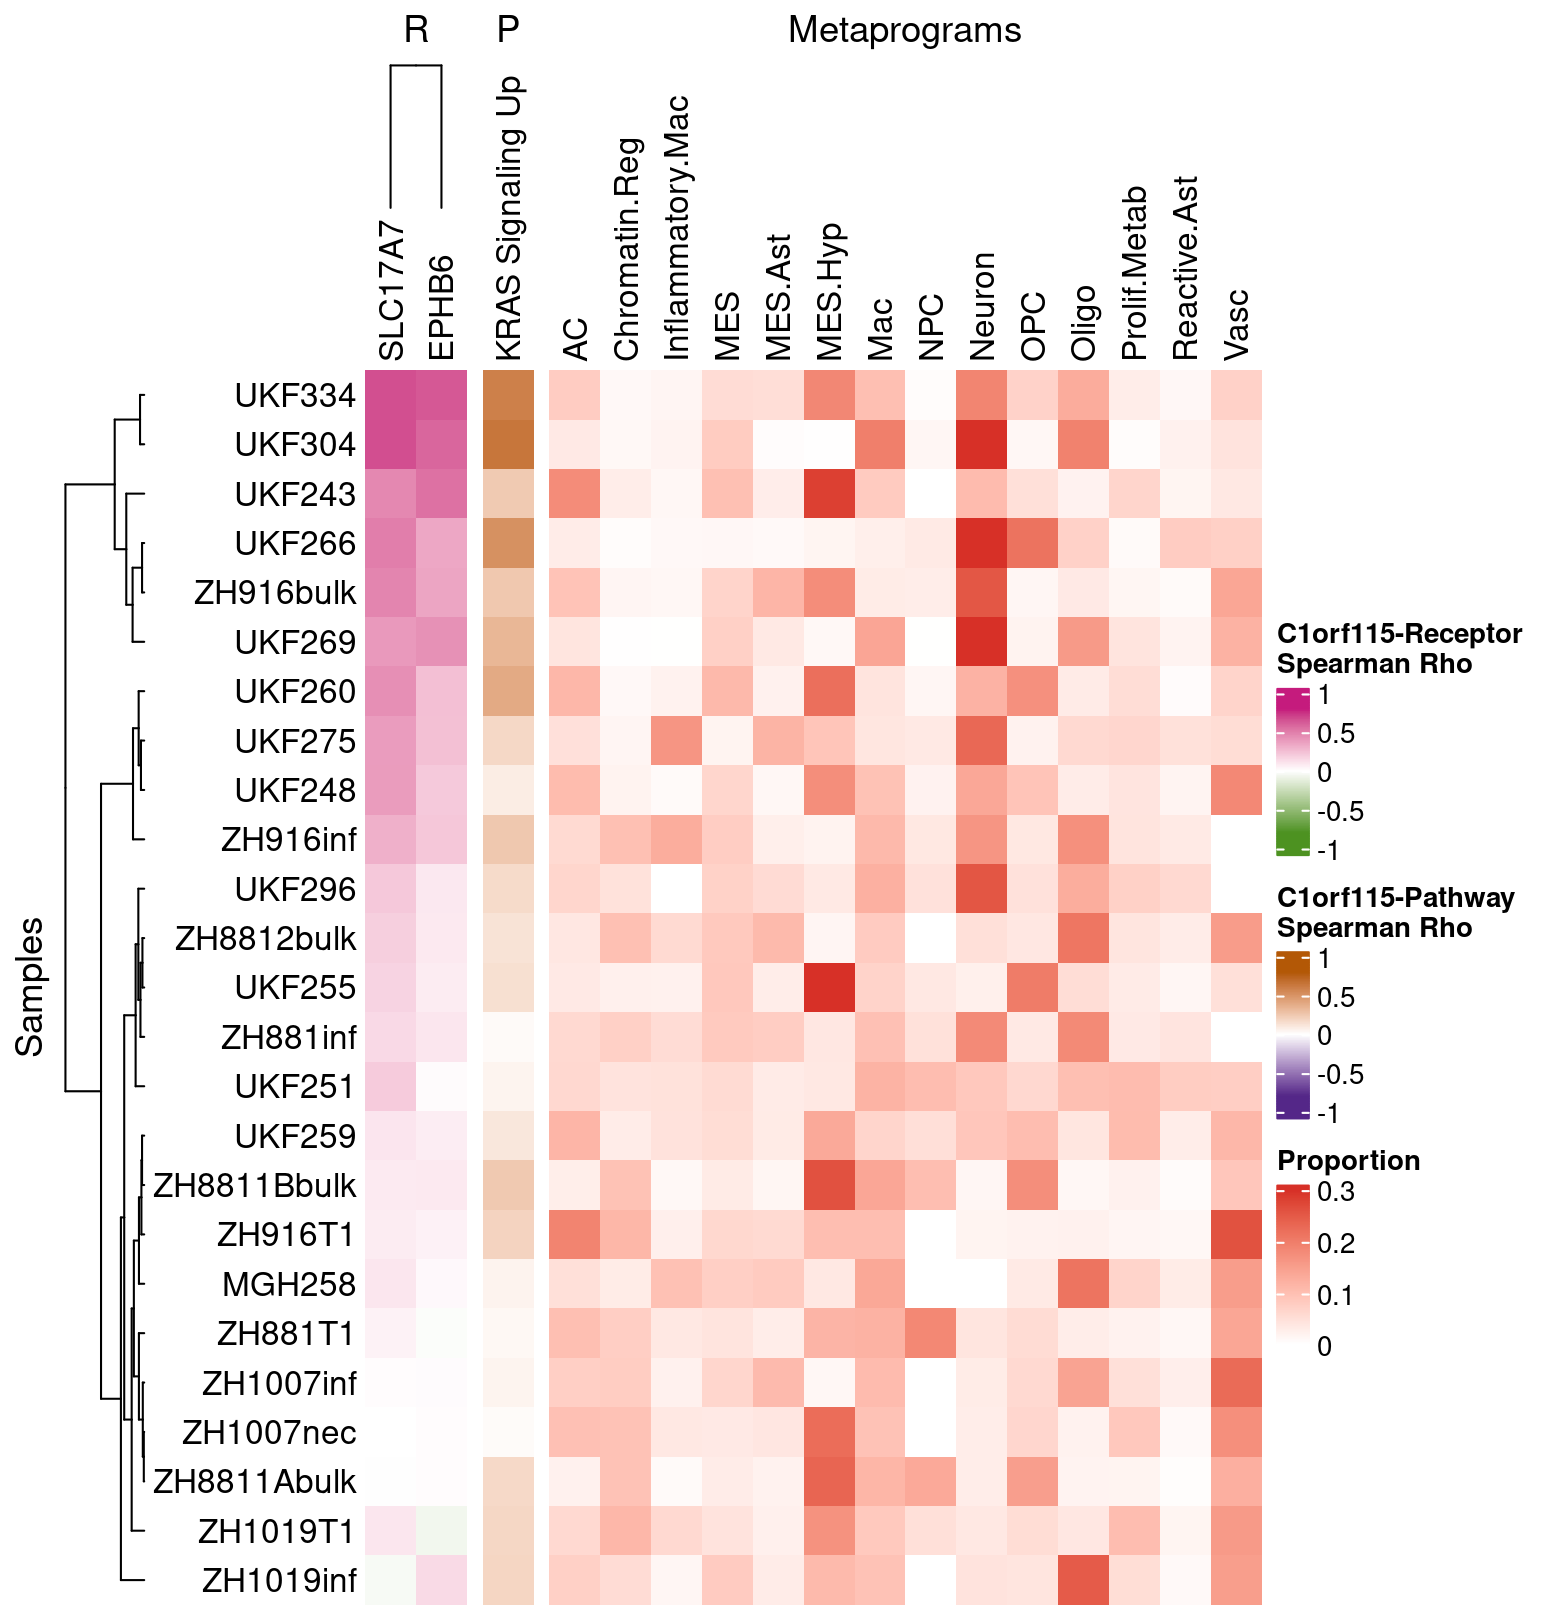 R P Metaprograms
SLC17A7
EPHB6
KRAS Signaling Up
AC
Chromatin.Reg
Inflammatory.Mac
MES
MES.Ast
MES.Hyp
Mac
NPC
Neuron
OPC
Oligo
Prolif.Metab
Reactive.Ast
Vasc
Samples
UKF334
UKF304
UKF243
UKF266
ZH916bulk
UKF269
UKF260
UKF275
UKF248
ZH916inf
UKF296
ZH8812bulk
UKF255
ZH881inf
UKF251
UKF259
ZH8811Bbulk
ZH916T1
MGH258
ZH881T1
ZH1007inf
ZH1007nec
ZH8811Abulk
ZH1019T1
ZH1019inf
C1orf115-Receptor
Spearman Rho
1
0.5
0
-0.5
-1
C1orf115-Pathway
Spearman Rho
1
0.5
0
-0.5
-1
Proportion
0.3
0.2
0.1
0